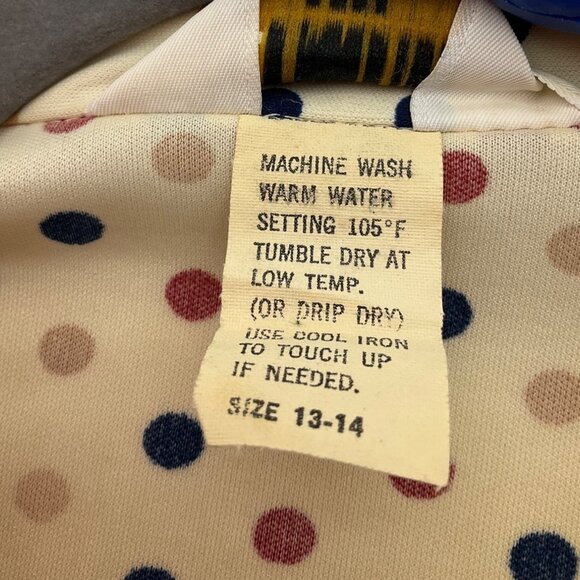 MACHINE WASH
WARM WATER
SETTING 105°F
TUMBLE DRY AT
LOW TEMP.
(OR DRIP DRY)
USE COOL IRON
TO TOUCH UP
IF NEEDED.
SIZE 13-14